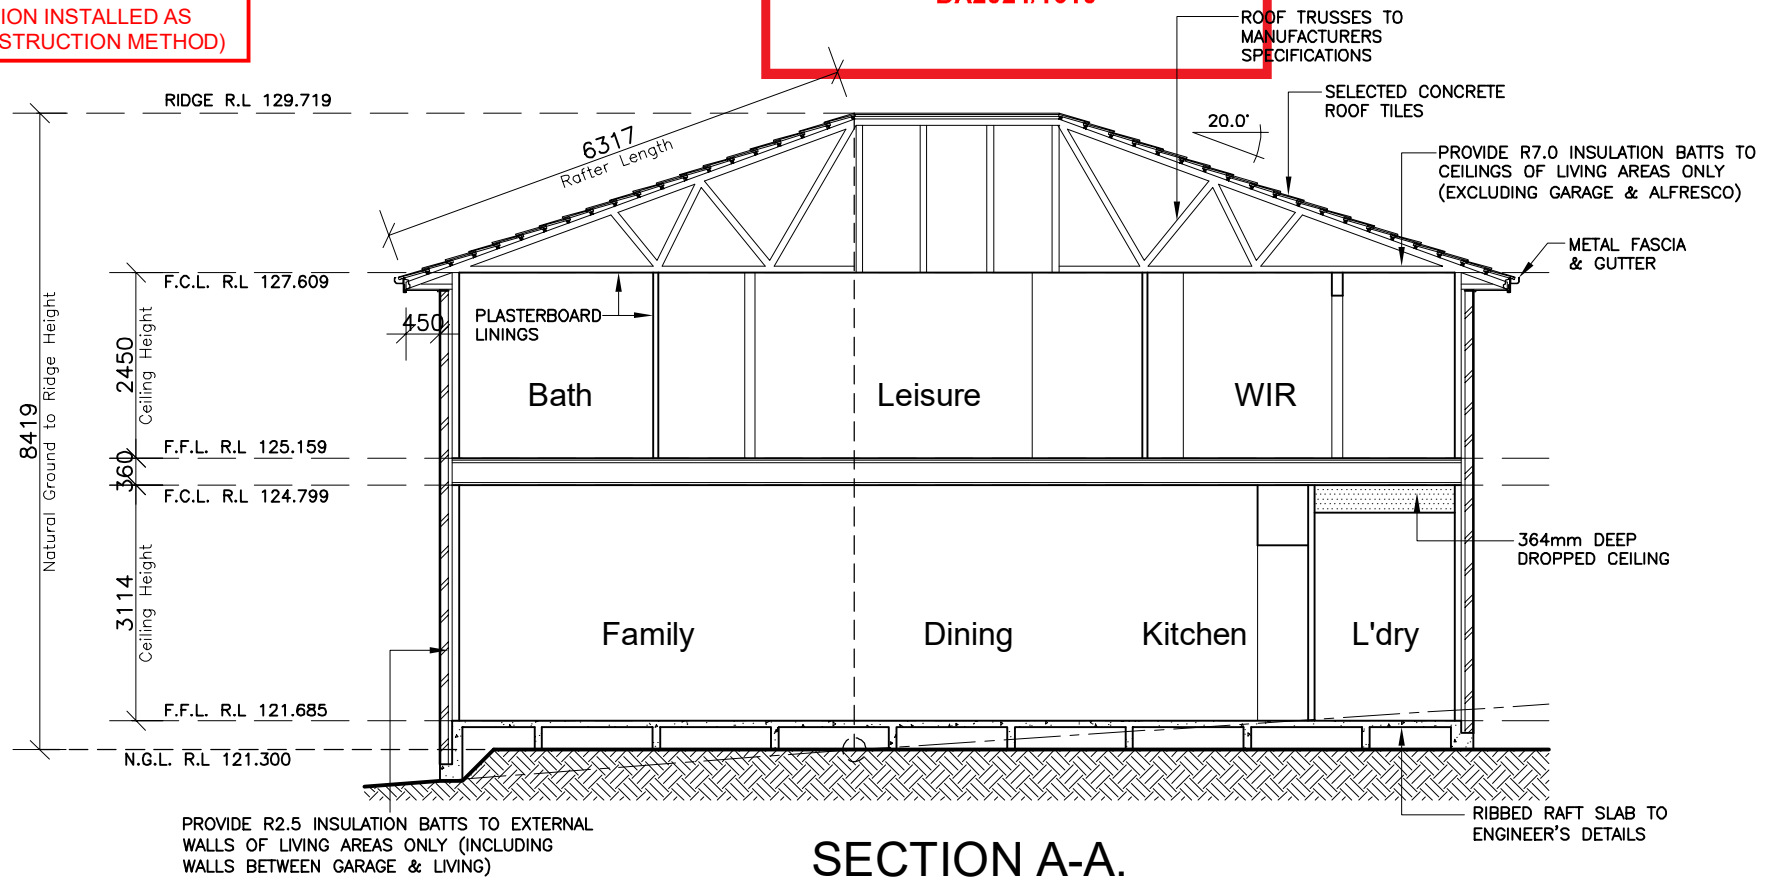 ION INSTALLED AS
STRUCTION METHOD)
ROOF TRUSSES TO
MANUFACTURERS
SPECIFICATIONS
RIDGE R.L 129.719
SELECTED CONCRETE
ROOF TILES
6317
Rafter Length
20.0°
PROVIDE R7.0 INSULATION BATTS TO
CEILINGS OF LIVING AREAS ONLY
(EXCLUDING GARAGE & ALFRESCO)
METAL FASCIA
& GUTTER
F.C.L. R.L 127.609
450
PLASTERBOARD
LININGS
2450
Ceiling Height
Bath
Leisure
WIR
8419
Natural Ground to Ridge Height
F.F.L. R.L 125.159
360
F.C.L. R.L 124.799
364mm DEEP
DROPPED CEILING
3114
Ceiling Height
Family
Dining
Kitchen
L'dry
F.F.L. R.L 121.685
N.G.L. R.L 121.300
PROVIDE R2.5 INSULATION BATTS TO EXTERNAL
WALLS OF LIVING AREAS ONLY (INCLUDING
WALLS BETWEEN GARAGE & LIVING)
RIBBED RAFT SLAB TO
ENGINEER'S DETAILS
SECTION A-A.